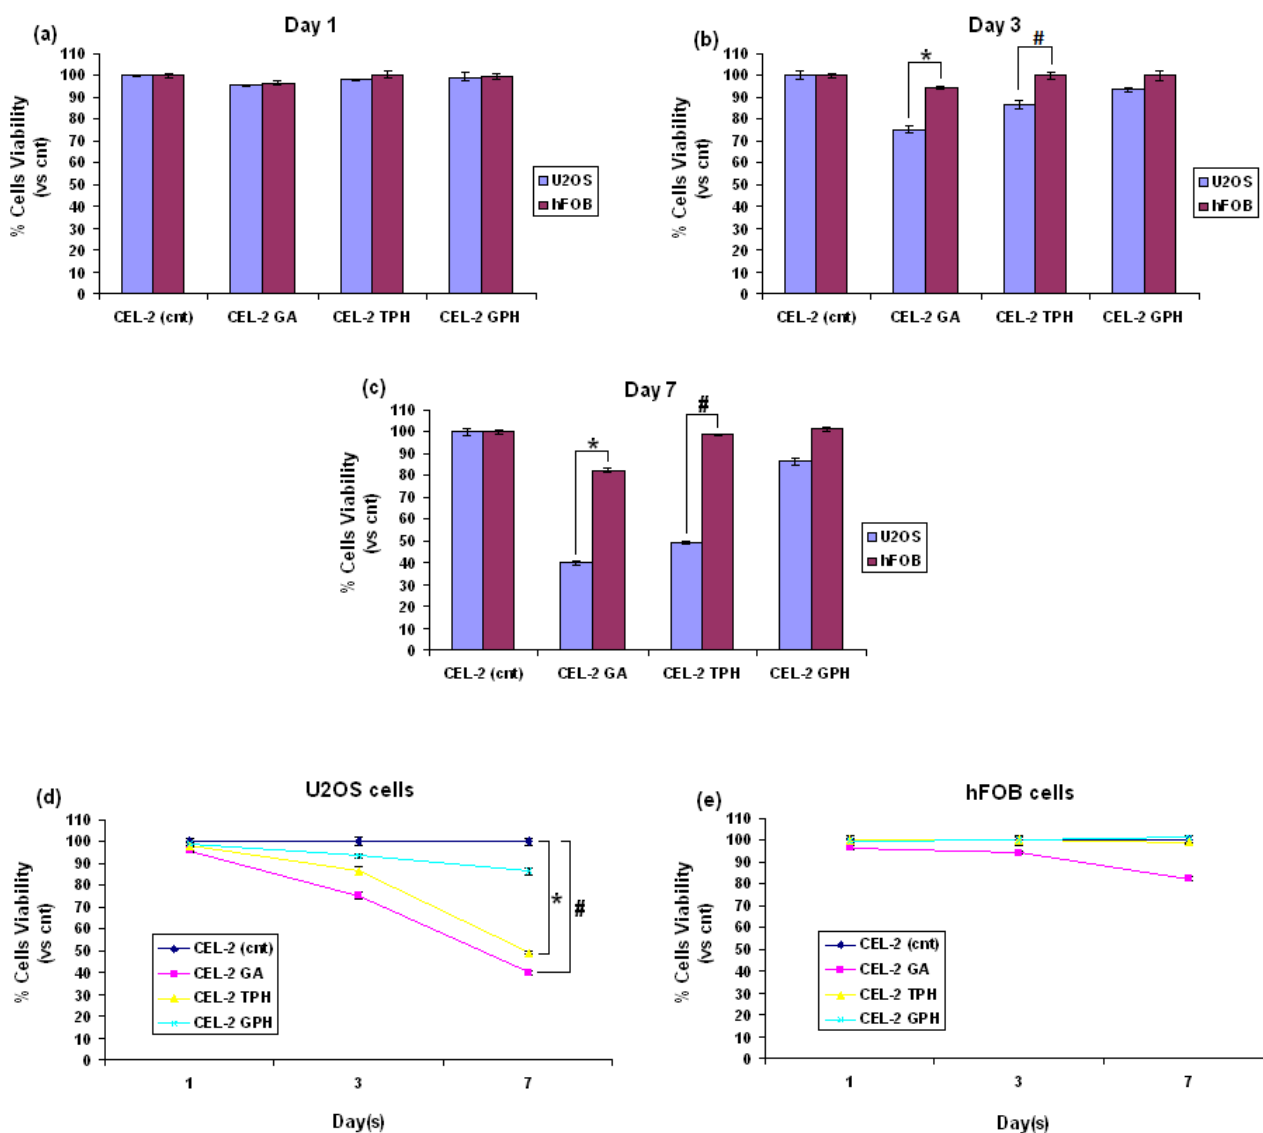 (a)
Day 1
% Cells Viability
(vs cnt)
110
100
90
80
70
60
50
40
30
20
10
0
CEL-2 (cnt) CEL-2 GA CEL-2 TPH CEL-2 GPH
U2OS
hFOB
(b)
Day 3
% Cells Viability
(vs cnt)
110
100
90
80
70
60
50
40
30
20
10
0
*
#
CEL-2 (cnt) CEL-2 GA CEL-2 TPH CEL-2 GPH
U2OS
hFOB
(c)
Day 7
% Cells Viability
(vs cnt)
110
100
90
80
70
60
50
40
30
20
10
0
*
#
CEL-2 (cnt) CEL-2 GA CEL-2 TPH CEL-2 GPH
U2OS
hFOB
(d)
U2OS cells
% Cells Viability
(vs cnt)
110
100
90
80
70
60
50
40
30
20
10
0
* #
CEL-2 (cnt)
CEL-2 GA
CEL-2 TPH
CEL-2 GPH
1 3 7
Day(s)
(e)
hFOB cells
% Cells Viability
(vs cnt)
110
100
90
80
70
60
50
40
30
20
10
0
CEL-2 (cnt)
CEL-2 GA
CEL-2 TPH
CEL-2 GPH
1 3 7
Day(s)